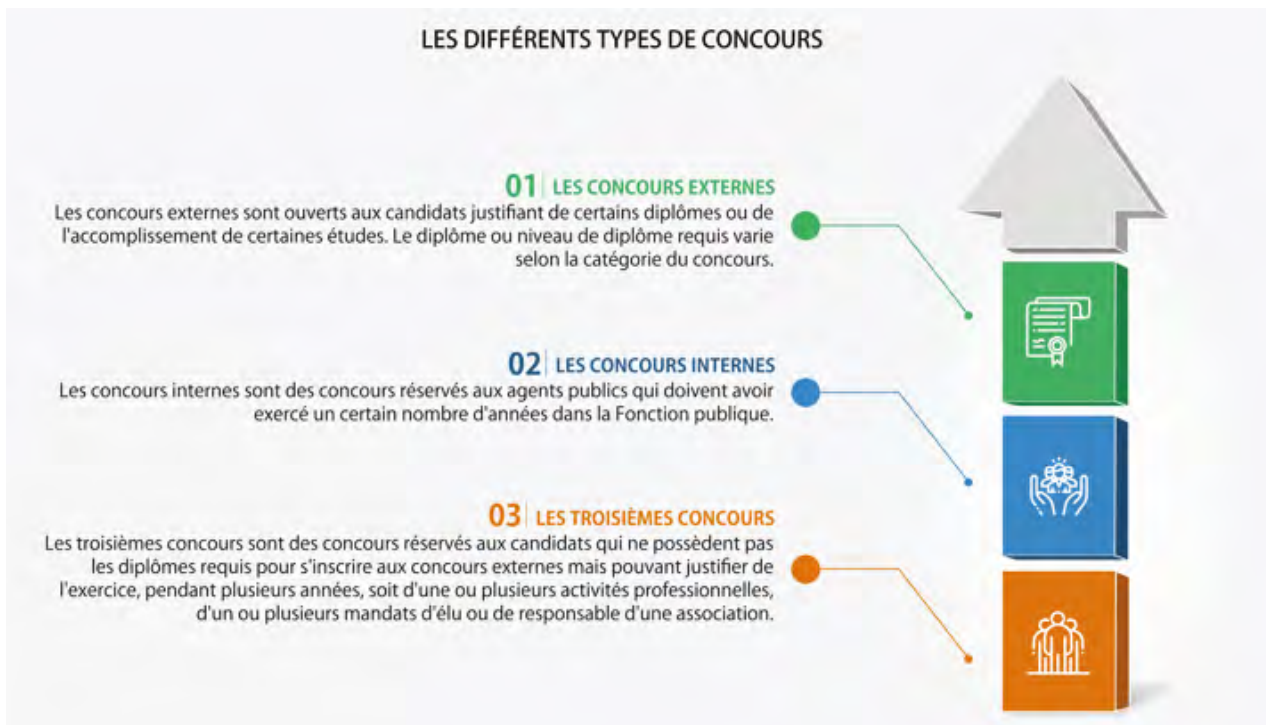 LES DIFFÉRENTS TYPES DE CONCOURS
01 LES CONCOURS EXTERNES
Les concours externes sont ouverts aux candidats justifiant de certains diplômes ou de
l'accomplissement de certaines études. Le diplôme ou niveau de diplôme requis varie
selon la catégorie du concours.
02 LES CONCOURS INTERNES
Les concours internes sont des concours réservés aux agents publics qui doivent avoir
exercé un certain nombre d'années dans la Fonction publique.
03 LES TROISIÈMES CONCOURS
Les troisièmes concours sont des concours réservés aux candidats qui ne possèdent pas
les diplômes requis pour s'inscrire aux concours externes mais pouvant justifier de
l'exercice, pendant plusieurs années, soit d'une ou plusieurs activités professionnelles,
d'un ou plusieurs mandats d'élu ou de responsable d'une association.